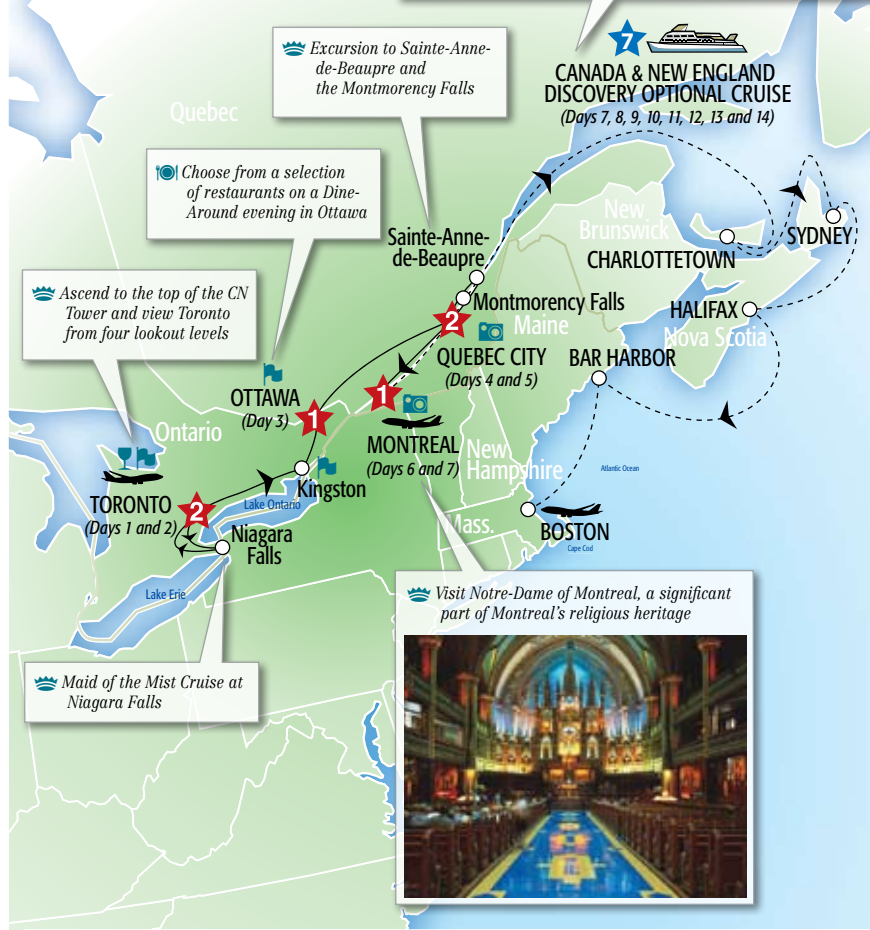 Excursion to Sainte-Anne-
de-Beaupre and
the Montmorency Falls
7
CANADA & NEW ENGLAND
DISCOVERY OPTIONAL CRUISE
(Days 7, 8, 9, 10, 11, 12, 13 and 14)
Quebec
Choose from a selection
of restaurants on a Dine-
Around evening in Ottawa
New
Brunswick
Sainte-Anne-
de-Beaupre
CHARLOTTETOWN
SYDNEY
Ascend to the top of the CN
Tower and view Toronto
from four lookout levels
Montmorency Falls
2
Maine
HALIFAX
Nova Scotia
QUEBEC CITY
(Days 4 and 5)
BAR HARBOR
OTTAWA
(Day 3)
1
1
Ontario
MONTREAL
(Days 6 and 7)
New
Hampshire
Atlantic Ocean
Kingston
TORONTO
(Days 1 and 2)
2
Lake Ontario
Niagara
Falls
Mass.
BOSTON
Cape Cod
Lake Erie
Visit Notre-Dame of Montreal, a significant
part of Montreal's religious heritage
Maid of the Mist Cruise at
Niagara Falls